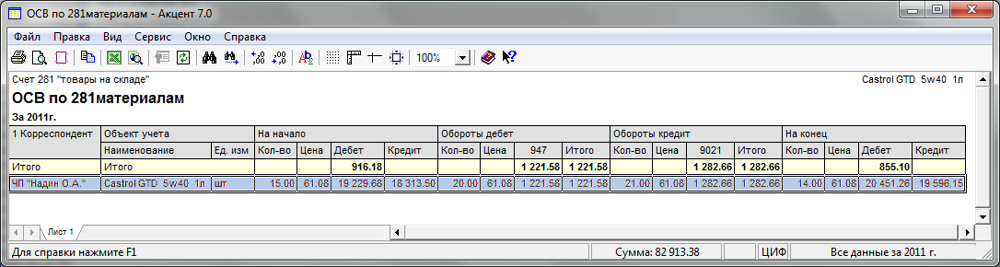 ОСВ по 281материалам - Акцент 7.0
Файл Правка Вид Сервис Окно Справка
100%
Счет 281 "товары на складе" Castrol GTD 5w40 1л
ОСВ по 281материалам
За 2011г.
1 Корреспондент Объект учета На начало Обороты дебет Обороты кредит На конец
Наименование Ед. изм Кол-во Цена Дебет Кредит Кол-во Цена 947 Итого Кол-во Цена 9021 Итого Кол-во Цена Дебет Кредит
Итого Итого 916.18 1 221.58 1 221.58 1 282.66 1 282.66 855.10
ЧП "Надин О.А." Castrol GTD 5w40 1л шт 15.00 61.08 19 229.68 18 313.50 20.00 61.08 1 221.58 1 221.58 21.00 61.08 1 282.66 1 282.66 14.00 61.08 20 451.26 19 596.15
Лист 1
Для справки нажмите F1 Сумма: 82 913.38 ЦИФ Все данные за 2011 г.